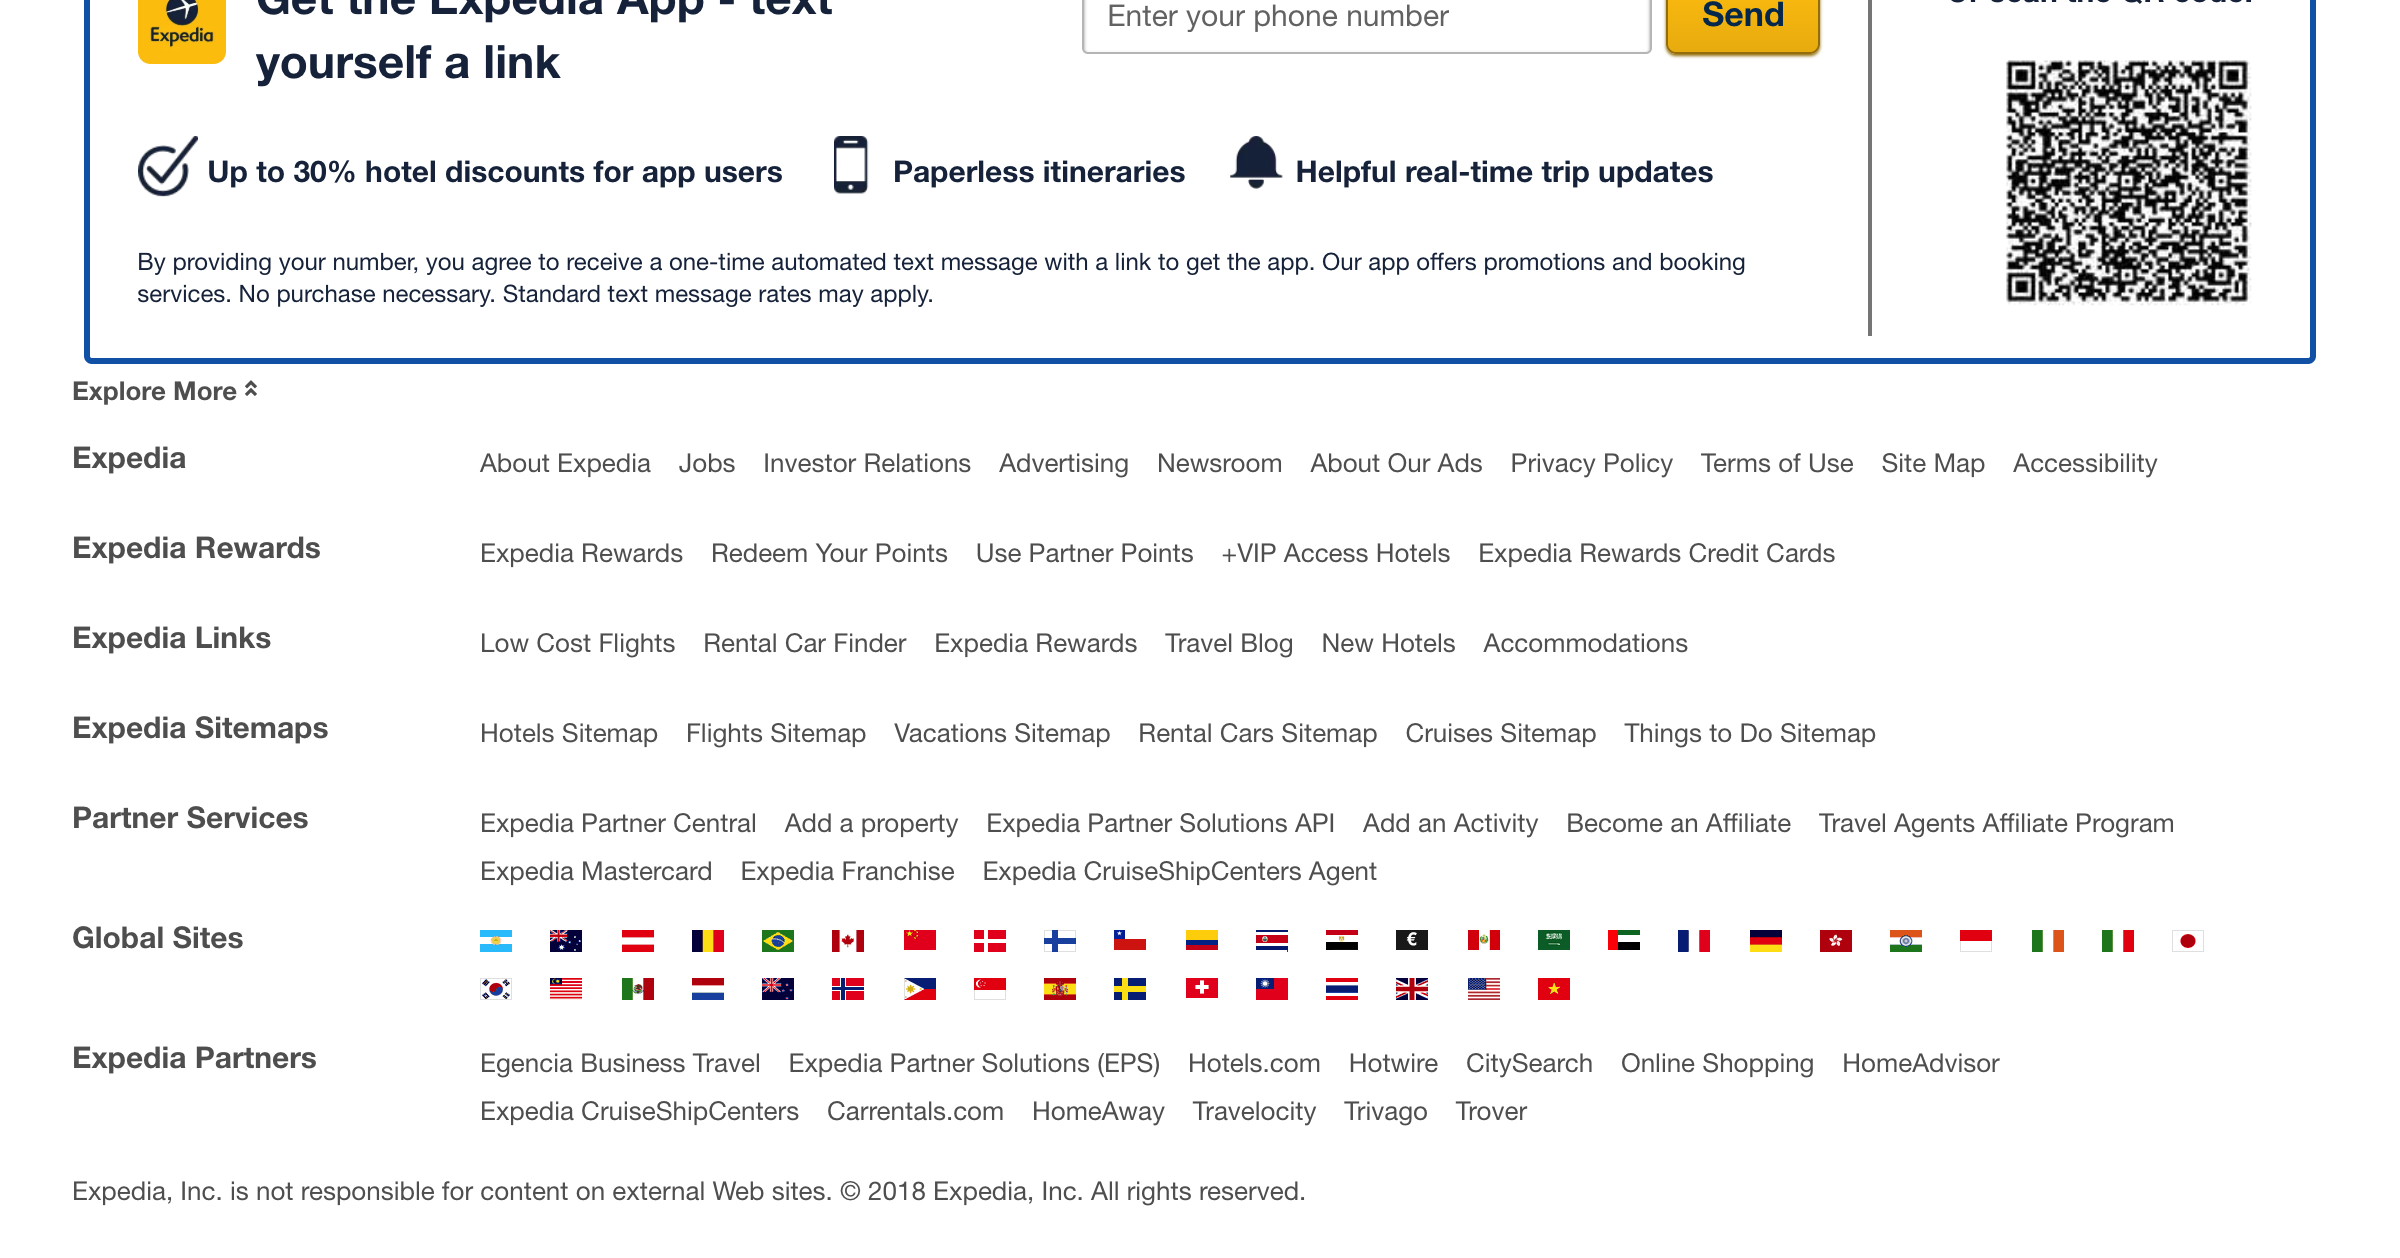 Get the Expedia App - text
yourself a link
Expedia
Enter your phone number
Send
Or scan the QR code:
Up to 30% hotel discounts for app users
Paperless itineraries
Helpful real-time trip updates
By providing your number, you agree to receive a one-time automated text message with a link to get the app. Our app offers promotions and booking
services. No purchase necessary. Standard text message rates may apply.
Explore More
Expedia
About Expedia Jobs Investor Relations Advertising Newsroom About Our Ads Privacy Policy Terms of Use Site Map Accessibility
Expedia Rewards
Expedia Rewards Redeem Your Points Use Partner Points +VIP Access Hotels Expedia Rewards Credit Cards
Expedia Links
Low Cost Flights Rental Car Finder Expedia Rewards Travel Blog New Hotels Accommodations
Expedia Sitemaps
Hotels Sitemap Flights Sitemap Vacations Sitemap Rental Cars Sitemap Cruises Sitemap Things to Do Sitemap
Partner Services
Expedia Partner Central Add a property Expedia Partner Solutions API Add an Activity Become an Affiliate Travel Agents Affiliate Program
Expedia Mastercard Expedia Franchise Expedia CruiseShipCenters Agent
Global Sites
€
Expedia Partners
Egencia Business Travel Expedia Partner Solutions (EPS) Hotels.com Hotwire CitySearch Online Shopping HomeAdvisor
Expedia CruiseShipCenters Carrentals.com HomeAway Travelocity Trivago Trover
Expedia, Inc. is not responsible for content on external Web sites. © 2018 Expedia, Inc. All rights reserved.